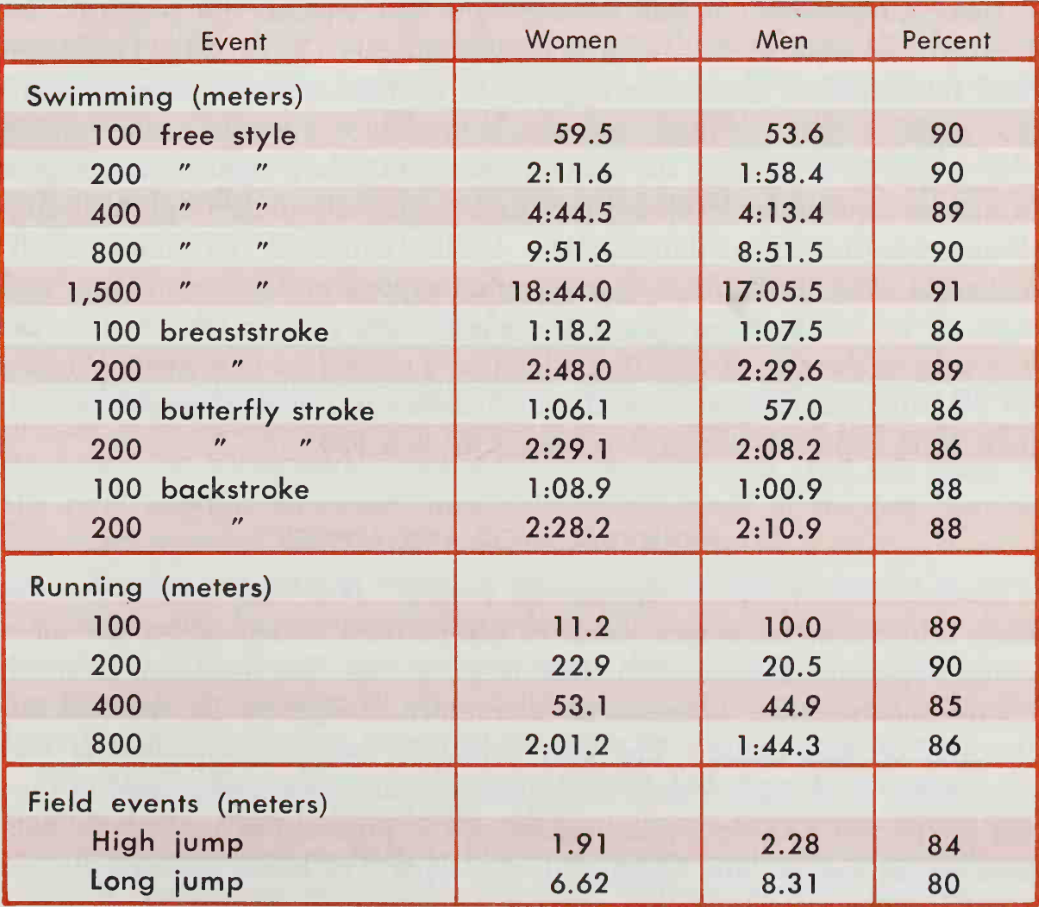 Event Women Men Percent
Swimming (meters)
100 free style 59.5 53.6 90
200 " " 2:11.6 1:58.4 90
400 " " 4:44.5 4:13.4 89
800 " " 9:51.6 8:51.5 90
1,500 " " 18:44.0 17:05.5 91
100 breaststroke 1:18.2 1:07.5 86
200 " 2:48.0 2:29.6 89
100 butterfly stroke 1:06.1 57.0 86
200 " " 2:29.1 2:08.2 86
100 backstroke 1:08.9 1:00.9 88
200 " 2:28.2 2:10.9 88
Running (meters)
100 11.2 10.0 89
200 22.9 20.5 90
400 53.1 44.9 85
800 2:01.2 1:44.3 86
Field events (meters)
High jump 1.91 2.28 84
Long jump 6.62 8.31 80